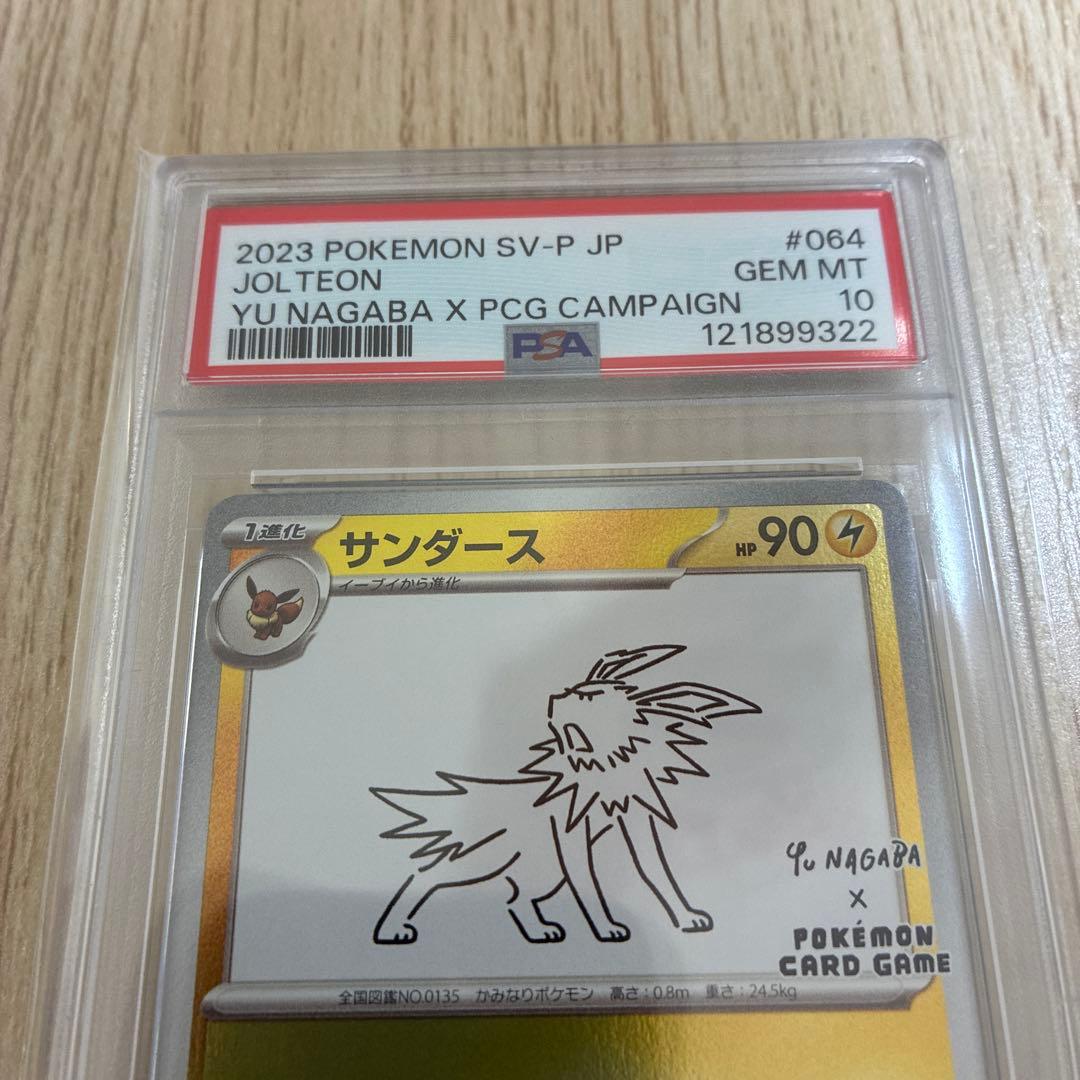 2023 POKEMON SV-P JP #064
JOLTEON GEM MT
YU NAGABA X PCG CAMPAIGN 10
PSA 121899322
1進化 サンダース HP 90
イーブイから進化
Yu NAGABA
×
POKÉMON
CARD GAME
全国図鑑NO.0135 かみなりポケモン 高さ:0.8m 重さ:24.5kg